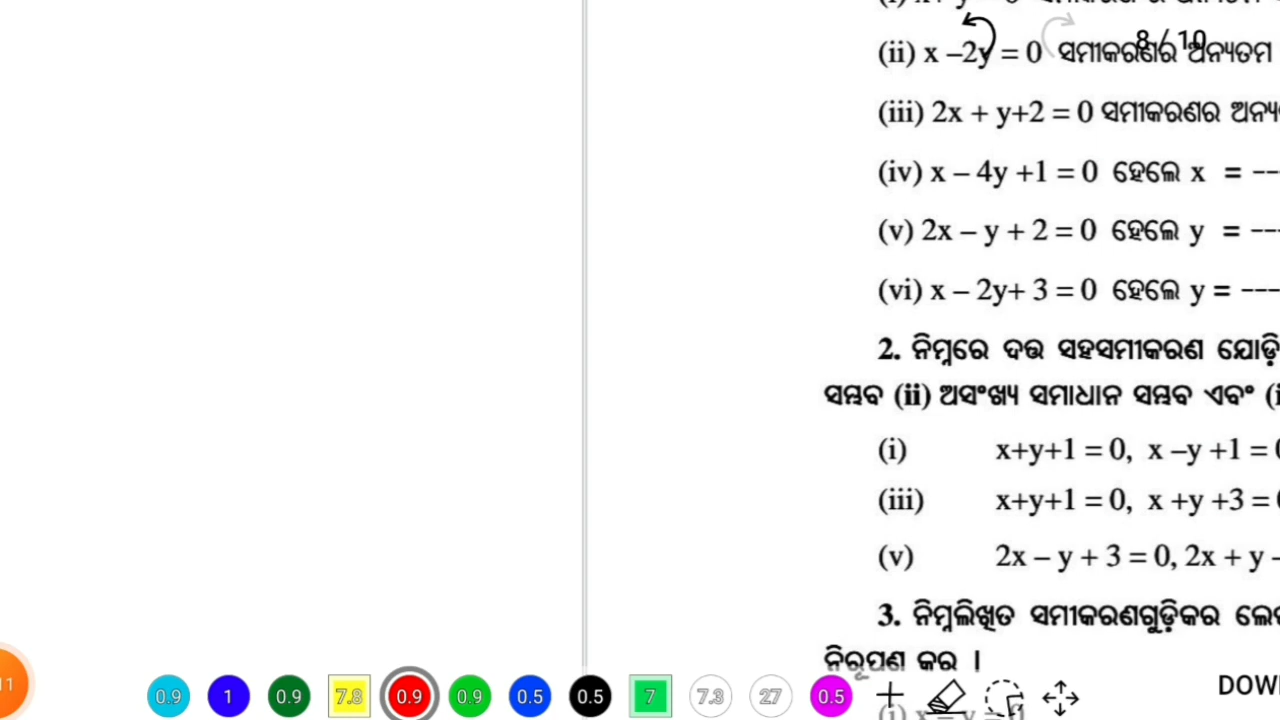 8 / 10
(ii) x –2y = 0 ସମୀକରଣର ଅନ୍ୟତମ
(iii) 2x + y+2 = 0 ସମୀକରଣର
(iv) x – 4y +1 = 0 ହେଲେ x = --
(v) 2x – y + 2 = 0 ହେଲେ y = ---
(vi) x – 2y+ 3 = 0 ହେଲେ y = ---
2. ନିମ୍ନରେ ଦତ୍ତ ସହସମୀକରଣ ଯୋଡ଼ି
ସମ୍ଭବ (ii) ଅସଂଖ୍ୟ ସମାଧାନ ସମ୍ଭବ ଏବଂ
(i) x+y+1 = 0, x –y +1 =
(iii) x+y+1 = 0, x +y +3 =
(v) 2x – y + 3 = 0, 2x + y –
3. ନିମ୍ନଲିଖିତ ସମୀକରଣଗୁଡ଼ିକର
ନିରୂପଣ କର ।
(i) x – y = 0
11 0.9 1 0.9 7.8 0.9 0.9 0.5 0.5 7 7.3 27 0.5